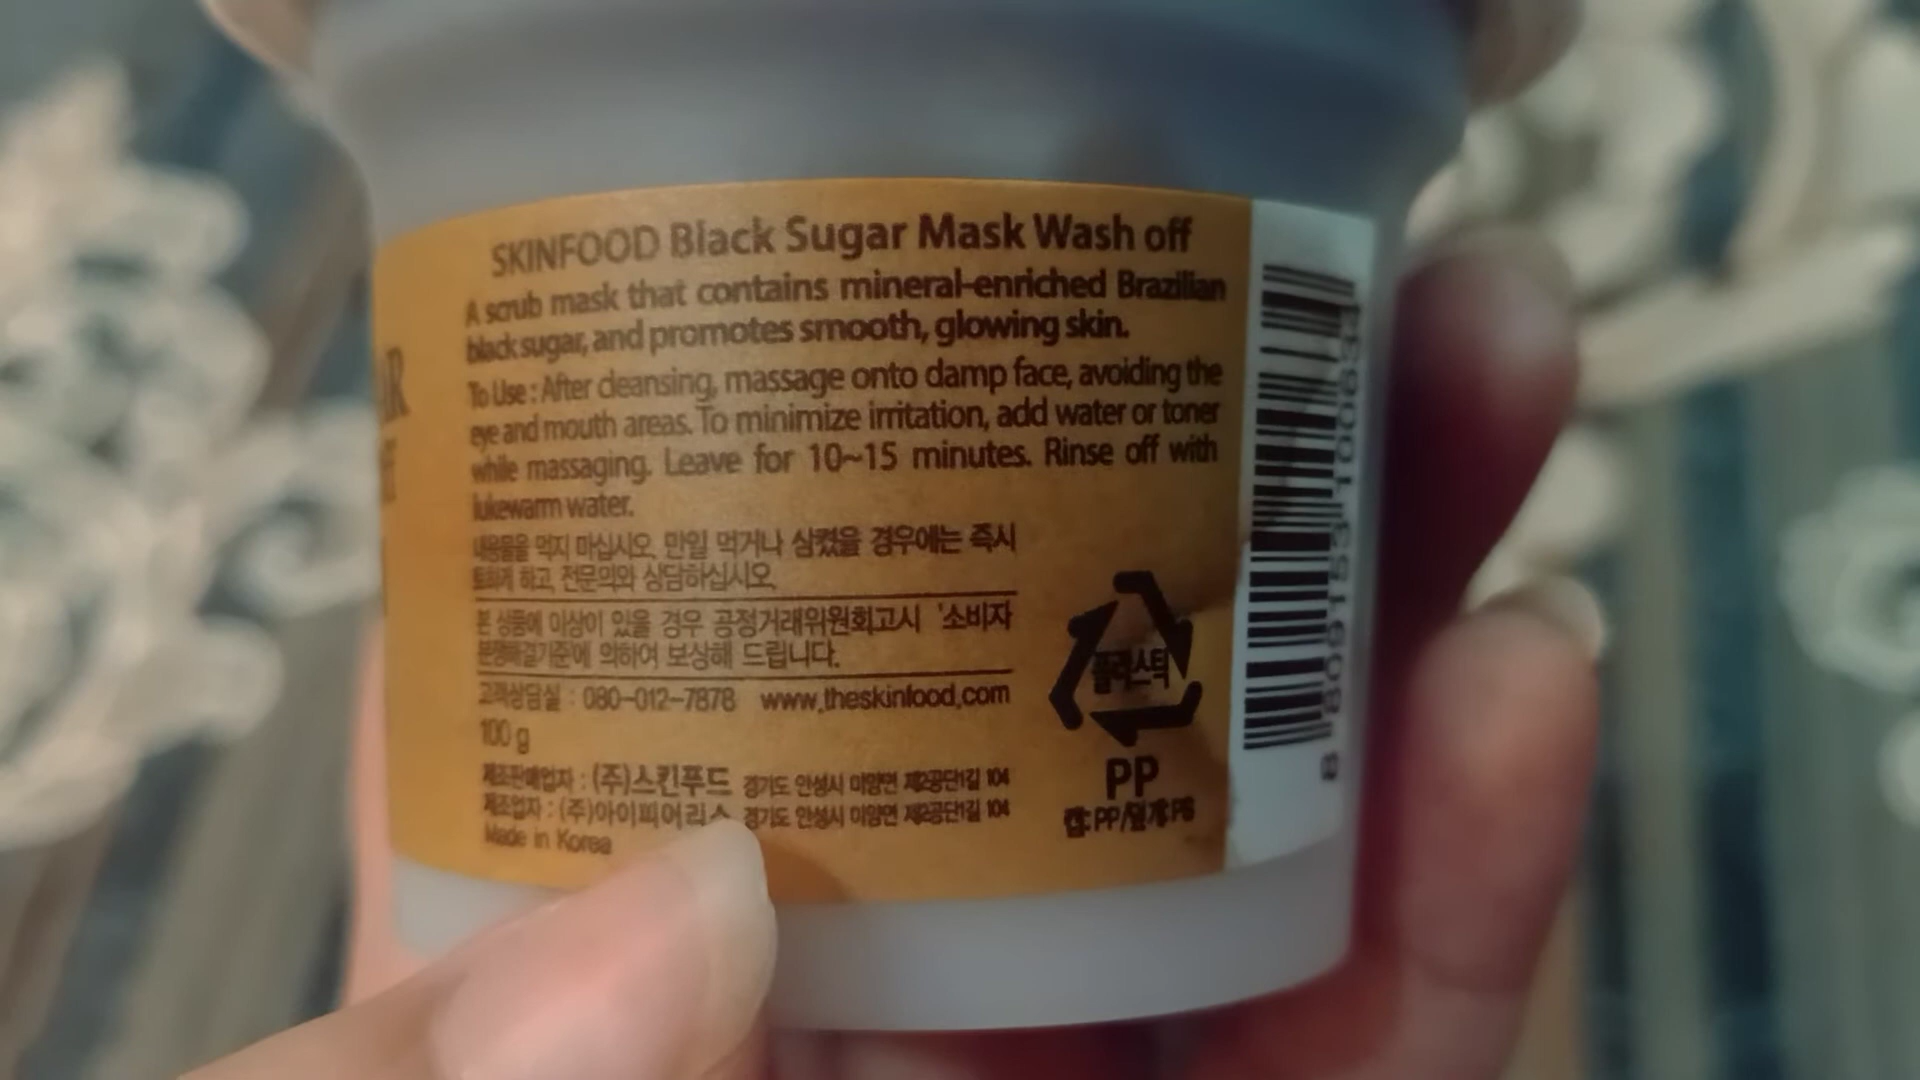 SKINFOOD Black Sugar Mask Wash off
A scrub mask that contains mineral-enriched Brazilian
black sugar, and promotes smooth, glowing skin.
To Use : After cleansing, massage onto damp face, avoiding the
eye and mouth areas. To minimize irritation, add water or toner
while massaging. Leave for 10~15 minutes. Rinse off with
lukewarm water.
내용물을 먹지 마십시오. 만일 먹거나 삼켰을 경우에는 즉시
토하게 하고, 전문의와 상담하십시오.
본 상품에 이상이 있을 경우 공정거래위원회고시 '소비자
분쟁해결기준에 의하여 보상해 드립니다.
고객상담실 : 080-012-7878 www.theskinfood.com
100 g
제조판매업자 : (주)스킨푸드 경기도 안성시 미양면 제2공단1길 104
제조업자 : (주)아이피어리스 경기도 안성시 미양면 제2공단1길 104
Made in Korea
플라스틱
PP
캡:PP/덮개:PS